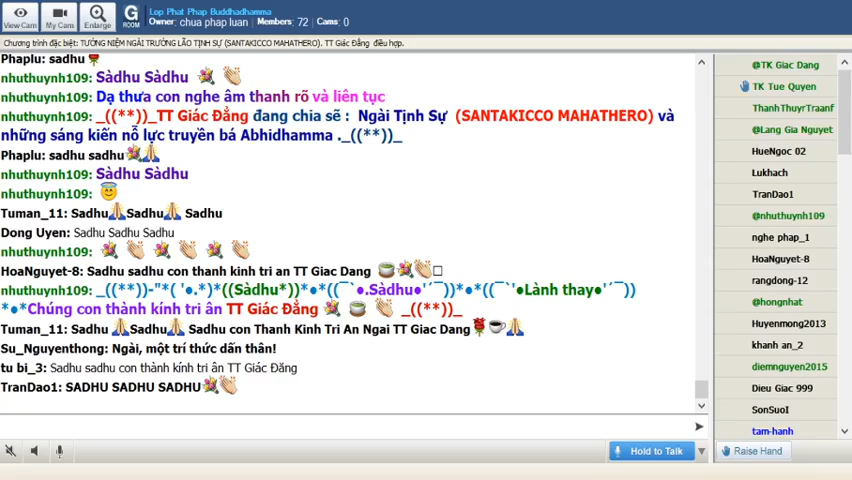 View Cam
My Cam
Enlarge
G
ROOM
Lop Phat Phap Buddhadhamma
Owner: chua phap luan Members: 72 Cams: 0
Chương trình đặc biệt: TƯỞNG NIỆM NGÀI TRƯỞNG LÃO TỊNH SỰ (SANTAKICCO MAHATHERO). TT Giác Đẳng điều hợp.
Phaplu: sadhu
nhuthuynh109: Sàdhu Sàdhu
nhuthuynh109: Dạ thưa con nghe âm thanh rõ và liên tục
nhuthuynh109: _((**))_TT Giác Đẳng đang chia sẽ : Ngài Tịnh Sự (SANTAKICCO MAHATHERO) và
những sáng kiến nỗ lực truyền bá Abhidhamma ._((**))_
Phaplu: sadhu sadhu
nhuthuynh109: Sàdhu Sàdhu
nhuthuynh109:
Tuman_11: Sadhu Sadhu Sadhu
Dong Uyen: Sadhu Sadhu Sadhu
nhuthuynh109:
HoaNguyet-8: Sadhu sadhu con thanh kinh tri an TT Giac Dang
nhuthuynh109: _((**))-"*( '●.*)*((Sàdhu*))*●*((¯`●.Sàdhu●'´¯))*●*((¯`'●Lành thay●'´¯))
*●*Chúng con thành kính tri ân TT Giác Đẳng _((**))_
Tuman_11: Sadhu Sadhu Sadhu con Thanh Kinh Tri An Ngai TT Giac Dang
Su_Nguyenthong: Ngài, một trí thức dấn thân!
tu bi_3: Sadhu sadhu con thành kính tri ân TT Giác Đăng
TranDao1: SADHU SADHU SADHU
Hold to Talk
@TK Giac Dang
TK Tue Quyen
ThanhThuyrTraanf
@Lang Gia Nguyet
HueNgoc 02
Lukhach
TranDao1
@nhuthuynh109
nghe phap_1
HoaNguyet-8
rangdong-12
@hongnhat
Huyenmong2013
khanh an_2
diemnguyen2015
Dieu Giac 999
SonSuoI
tam-hanh
Raise Hand